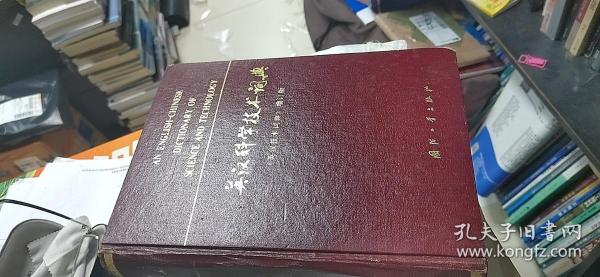 AN ENGLISH-CHINESE
DICTIONARY OF
SCIENCE AND TECHNOLOGY
英汉科学技术词典
国防工业出版社
孔夫子旧书网
www.kongfz.com